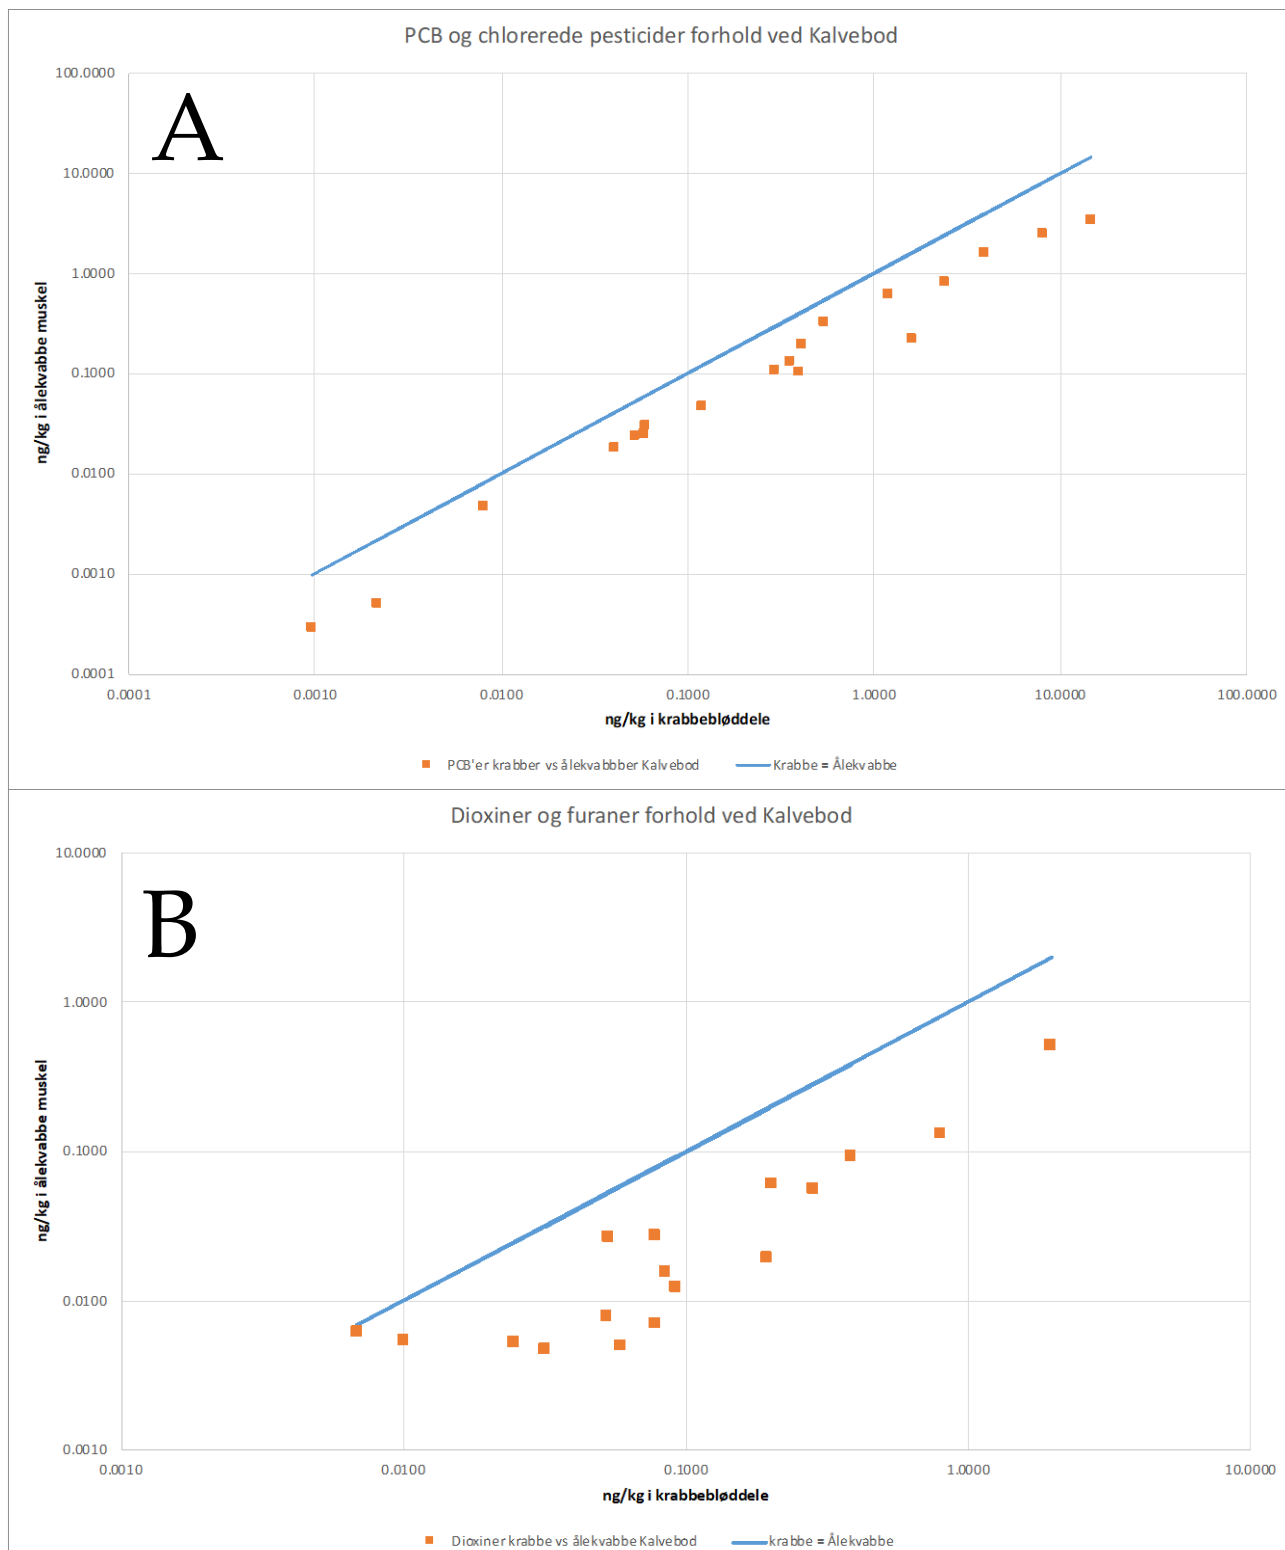 PCB og chlorerede pesticider forhold ved Kalvebod
A
100.0000
10.0000
1.0000
0.1000
0.0100
0.0010
0.0001
ng/kg i ålekvabbe muskel
0.0001 0.0010 0.0100 0.1000 1.0000 10.0000 100.0000
ng/kg i krabbebløddele
PCB'er krabber vs ålekvabbber Kalvebod Krabbe = Ålekvabbe
Dioxiner og furaner forhold ved Kalvebod
B
10.0000
1.0000
0.1000
0.0100
0.0010
ng/kg i ålekvabbe muskel
0.0010 0.0100 0.1000 1.0000 10.0000
ng/kg i krabbebløddele
Dioxiner krabbe vs ålekvabbe Kalvebod krabbe = Ålekvabbe